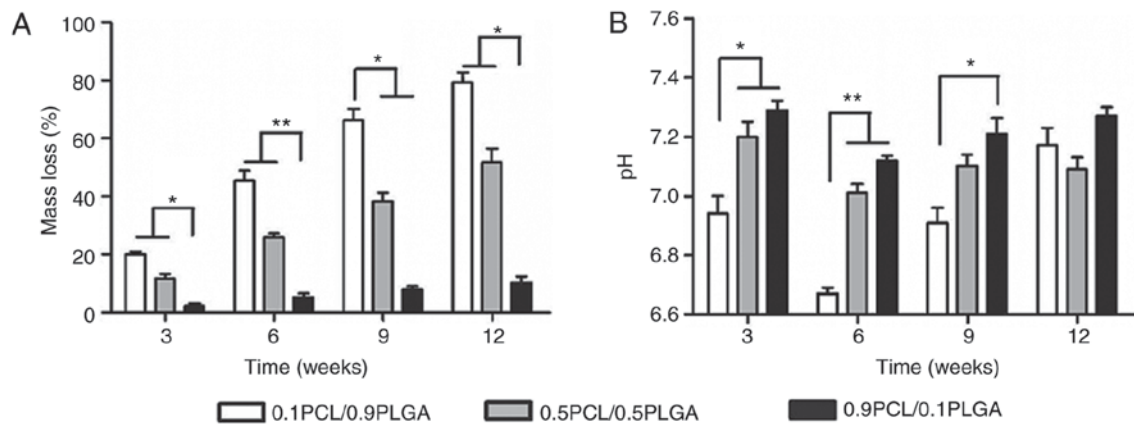 A
Mass loss (%)
100
80
60
40
20
0
*
**
*
*
3 6 9 12
Time (weeks)
B
pH
7.6
7.4
7.2
7.0
6.8
6.6
*
**
*
3 6 9 12
Time (weeks)
0.1PCL/0.9PLGA 0.5PCL/0.5PLGA 0.9PCL/0.1PLGA